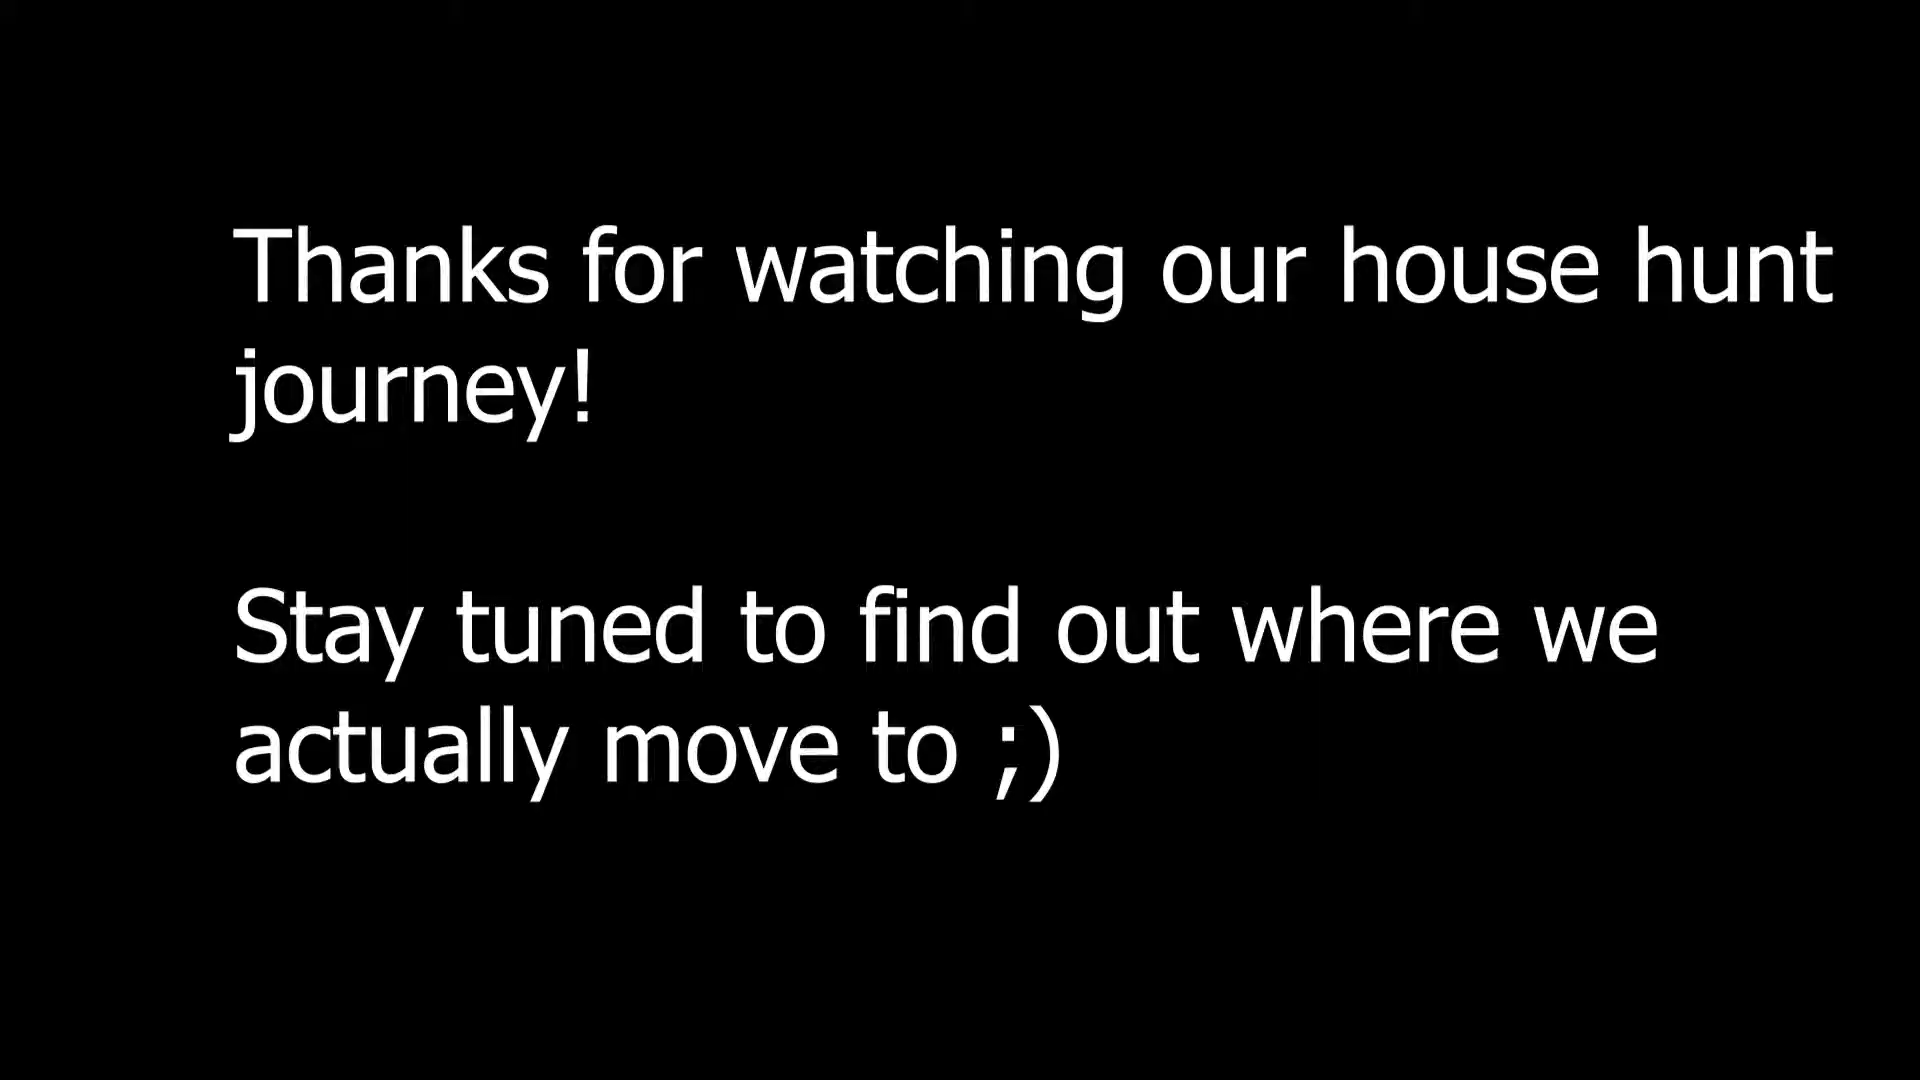 Thanks for watching our house hunt
journey!
Stay tuned to find out where we
actually move to ;)